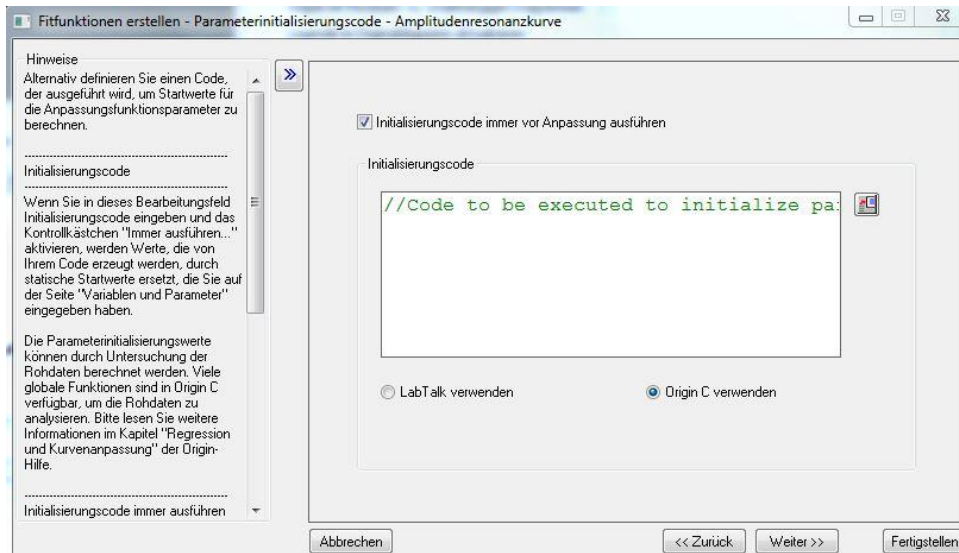 Fitfunktionen erstellen - Parameterinitialisierungscode - Amplitudenresonanzkurve
Hinweise
Alternativ definieren Sie einen Code,
der ausgeführt wird, um Startwerte für
die Anpassungsfunktionsparameter zu
berechnen.
----------------------------------------------------
Initialisierungscode
----------------------------------------------------
Wenn Sie in dieses Bearbeitungsfeld
Initialisierungscode eingeben und das
Kontrollkästchen "Immer ausführen..."
aktivieren, werden Werte, die von
Ihrem Code erzeugt werden, durch
statische Startwerte ersetzt, die Sie auf
der Seite "Variablen und Parameter"
eingegeben haben.
Die Parameterinitialisierungswerte
können durch Untersuchung der
Rohdaten berechnet werden. Viele
globale Funktionen sind in Origin C
verfügbar, um die Rohdaten zu
analysieren. Bitte lesen Sie weitere
Informationen im Kapitel "Regression
und Kurvenanpassung" der Origin-
Hilfe.
----------------------------------------------------
Initialisierungscode immer ausführen
Initialisierungscode immer vor Anpassung ausführen
Initialisierungscode
//Code to be executed to initialize par
LabTalk verwenden
Origin C verwenden
Abbrechen
<< Zurück
Weiter >>
Fertigstellen